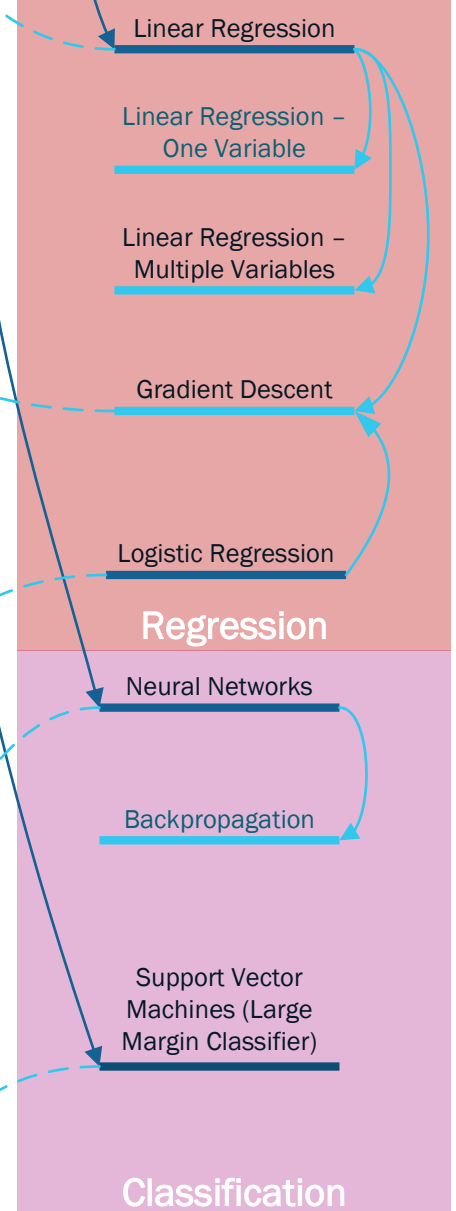 Linear Regression
Linear Regression –
One Variable
Linear Regression –
Multiple Variables
Gradient Descent
Logistic Regression
Regression
Neural Networks
Backpropagation
Support Vector
Machines (Large
Margin Classifier)
Classification